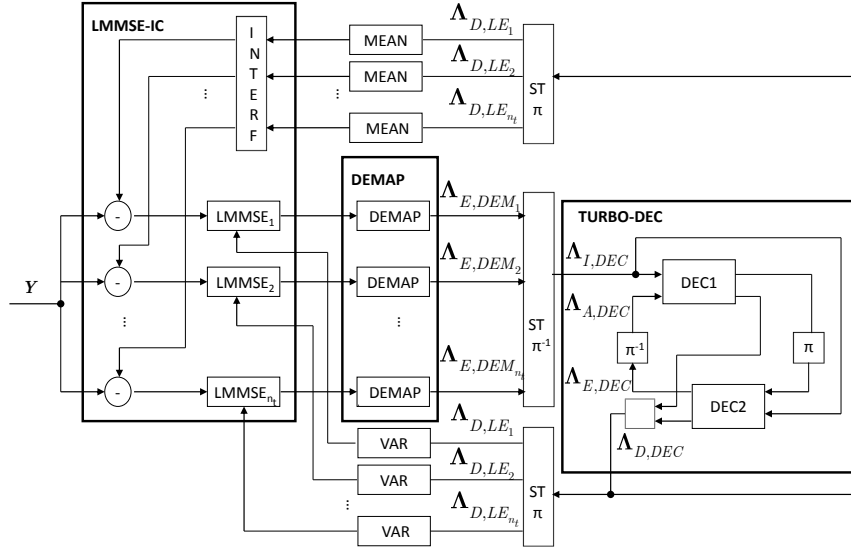 LMMSE-IC
I
N
T
E
R
F
...
...
MEAN
MEAN
MEAN
Λ_{D,LE_1}
Λ_{D,LE_2}
Λ_{D,LE_{n_t}}
ST
π
DEMAP
TURBO-DEC
Y
-
-
...
-
LMMSE_1
LMMSE_2
...
LMMSE_{n_t}
DEMAP
DEMAP
...
DEMAP
Λ_{E,DEM_1}
Λ_{E,DEM_2}
Λ_{E,DEM_{n_t}}
ST
π^{-1}
Λ_{I,DEC}
Λ_{A,DEC}
Λ_{E,DEC}
Λ_{D,DEC}
DEC1
π^{-1}
π
DEC2
VAR
VAR
...
VAR
Λ_{D,LE_1}
Λ_{D,LE_2}
Λ_{D,LE_{n_t}}
ST
π